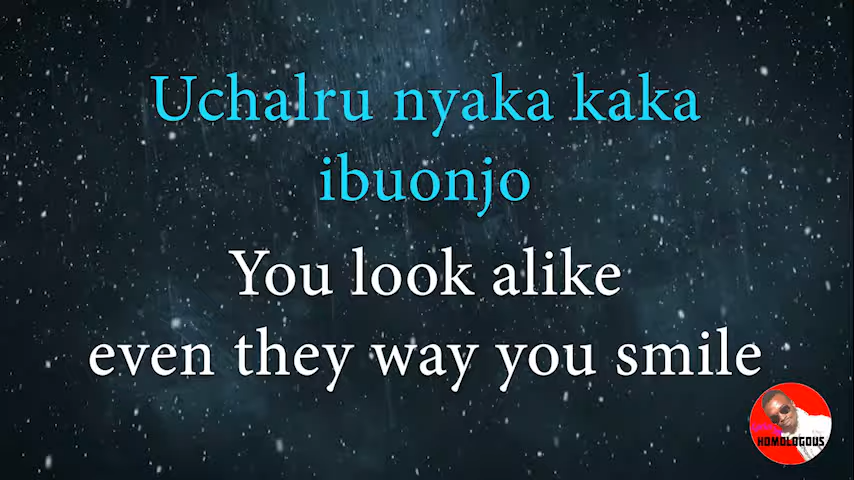 Uchalru nyaka kaka
ibuonjo
You look alike
even they way you smile
HOMOLOGOUS